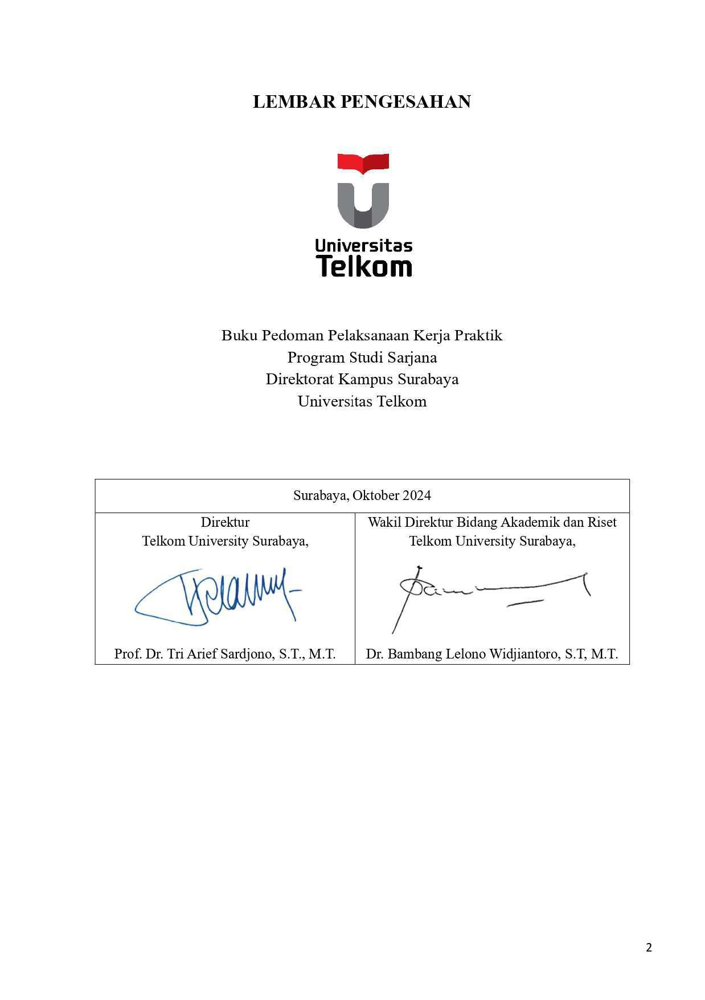 LEMBAR PENGESAHAN
Universitas
Telkom
Buku Pedoman Pelaksanaan Kerja Praktik
Program Studi Sarjana
Direktorat Kampus Surabaya
Universitas Telkom
Surabaya, Oktober 2024
Direktur
Telkom University Surabaya,
Prof. Dr. Tri Arief Sardjono, S.T., M.T.
Wakil Direktur Bidang Akademik dan Riset
Telkom University Surabaya,
Dr. Bambang Lelono Widjiantoro, S.T, M.T.
2